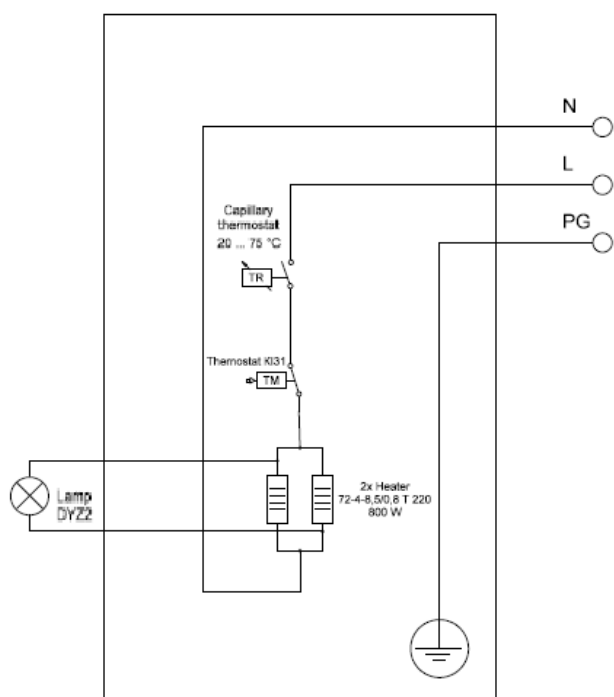 N
L
PG
Capillary
thermostat
20 ... 75 °C
TR
Themostat KI31
TM
Lamp
DYZ2
2x Heater
72-4-8,5/0,8 T 220
800 W